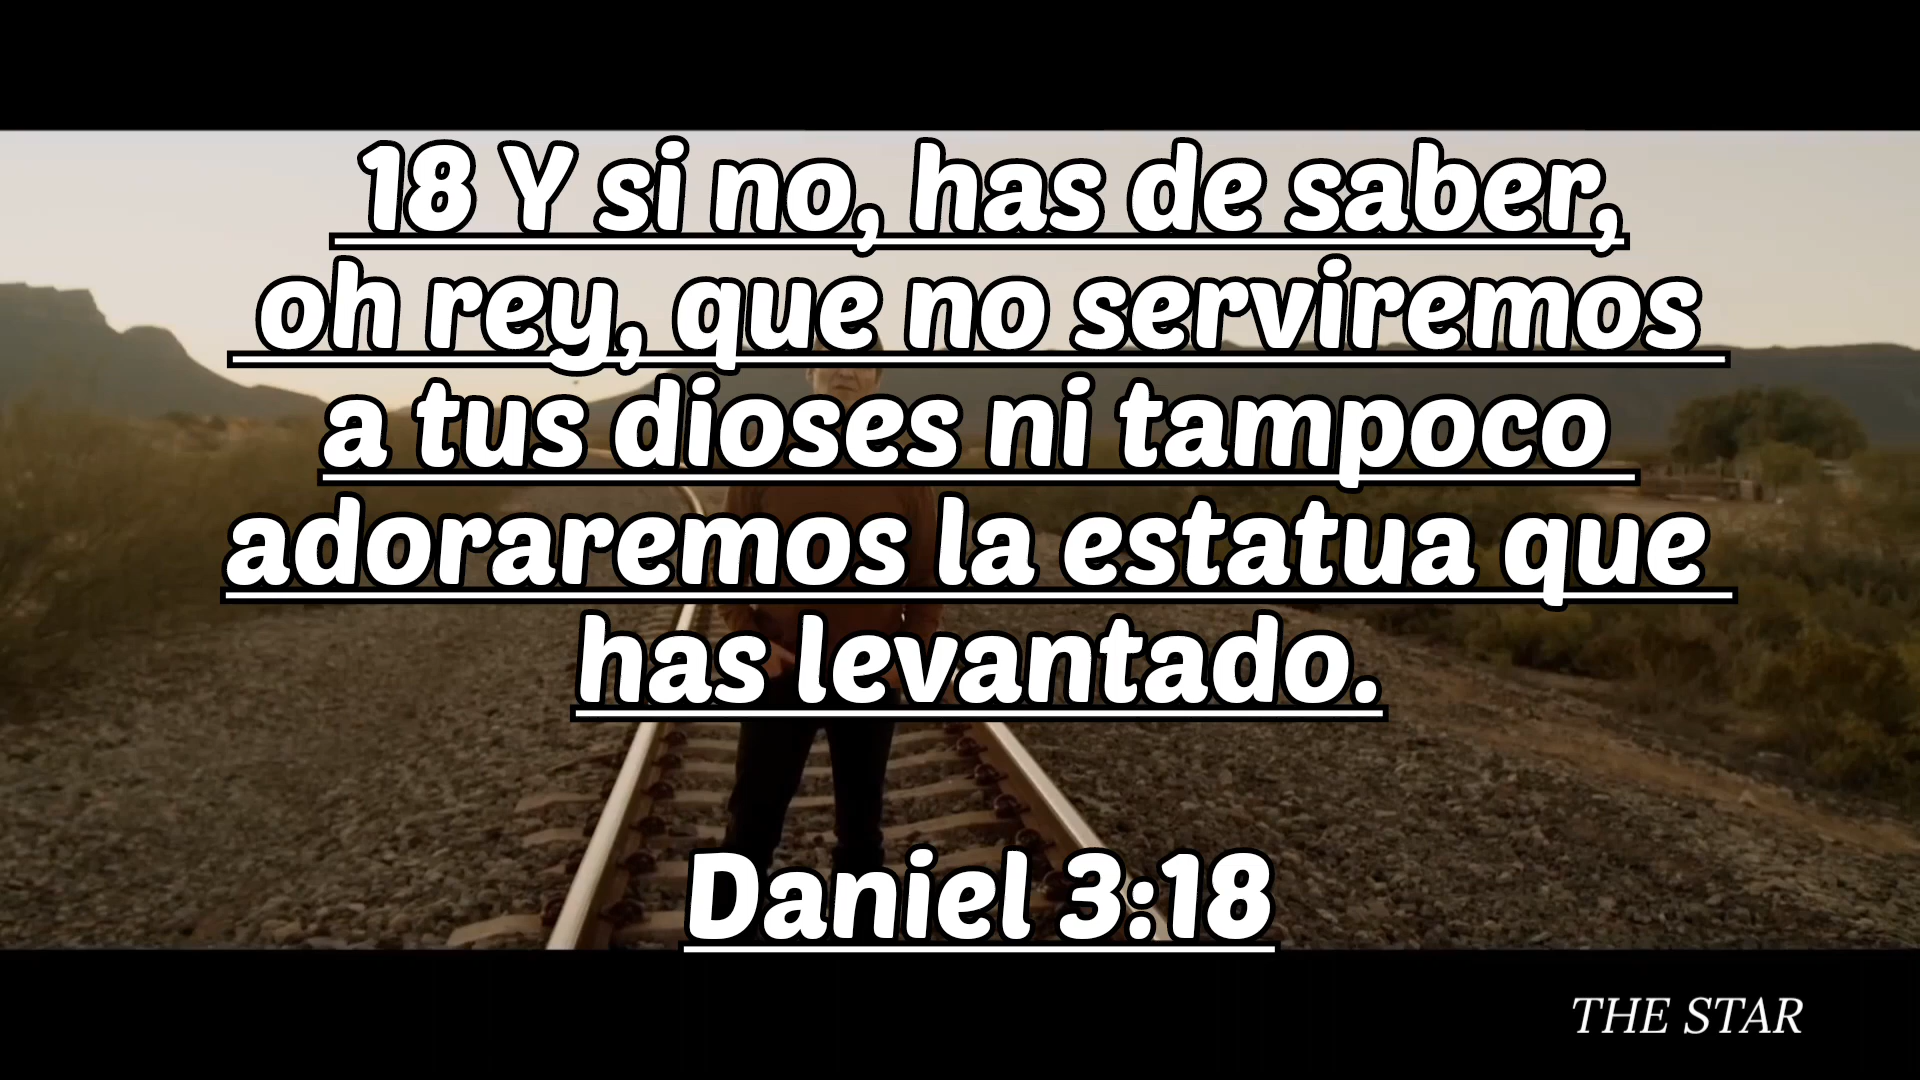 18 Y si no, has de saber,
oh rey, que no serviremos
a tus dioses ni tampoco
adoraremos la estatua que
has levantado.
Daniel 3:18
THE STAR